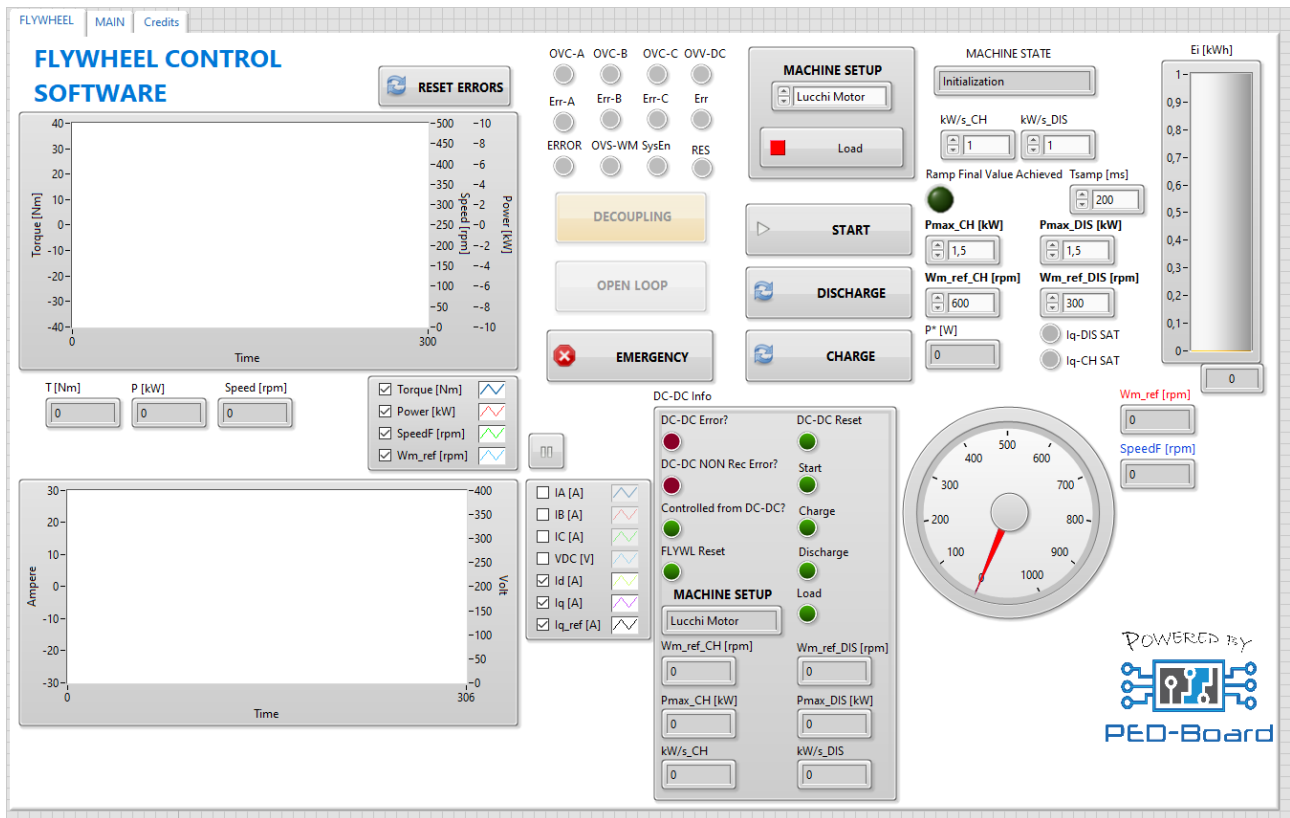 FLYWHEEL
MAIN
Credits
FLYWHEEL CONTROL
SOFTWARE
RESET ERRORS
40
30
20
10
0
-10
-20
-30
-40
Torque [Nm]
500
450
400
350
300
250
200
150
100
50
0
Speed [rpm]
10
8
6
4
2
0
-2
-4
-6
-8
-10
Power [kW]
0
300
Time
T [Nm]
0
P [kW]
0
Speed [rpm]
0
Torque [Nm]
Power [kW]
SpeedF [rpm]
Wm_ref [rpm]
30
20
10
0
-10
-20
-30
Ampere
400
350
300
250
200
150
100
50
0
Volt
0
306
Time
IA [A]
IB [A]
IC [A]
VDC [V]
Id [A]
Iq [A]
Iq_ref [A]
OVC-A OVC-B OVC-C OVV-DC
Err-A Err-B Err-C Err
ERROR OVS-WM SysEn RES
DECOUPLING
OPEN LOOP
EMERGENCY
MACHINE SETUP
Lucchi Motor
Load
START
DISCHARGE
CHARGE
MACHINE STATE
Initialization
kW/s_CH
1
kW/s_DIS
1
Ramp Final Value Achieved
Tsamp [ms]
200
Pmax_CH [kW]
1,5
Pmax_DIS [kW]
1,5
Wm_ref_CH [rpm]
600
Wm_ref_DIS [rpm]
300
P* [W]
0
Iq-DIS SAT
Iq-CH SAT
Ei [kWh]
1
0,9
0,8
0,7
0,6
0,5
0,4
0,3
0,2
0,1
0
0
DC-DC Info
DC-DC Error?
DC-DC Reset
DC-DC NON Rec Error?
Start
Controlled from DC-DC?
Charge
FLYWL Reset
Discharge
MACHINE SETUP
Load
Lucchi Motor
Wm_ref_CH [rpm]
0
Wm_ref_DIS [rpm]
0
Pmax_CH [kW]
0
Pmax_DIS [kW]
0
kW/s_CH
0
kW/s_DIS
0
0
100
200
300
400
500
600
700
800
900
1000
Wm_ref [rpm]
0
SpeedF [rpm]
0
POWERED BY
PED-Board